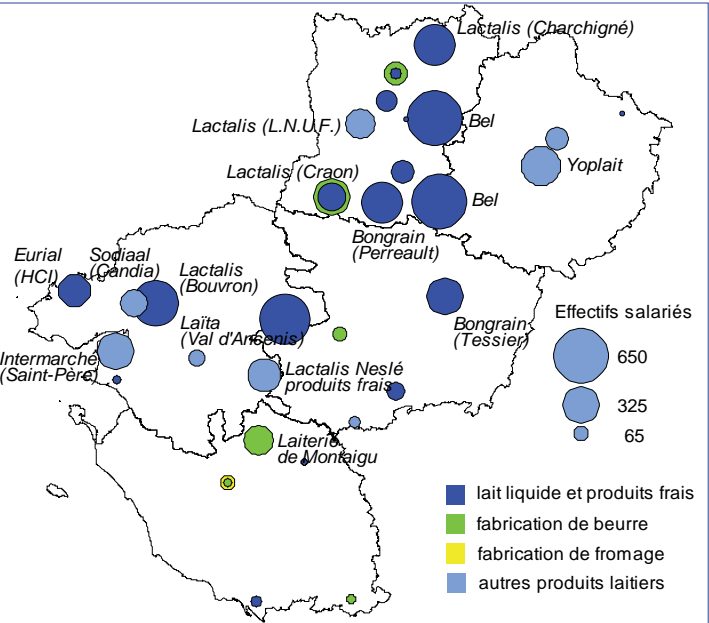 Lactalis (Charchigné)
Lactalis (L.N.U.F.)
Bel
Yoplait
Lactalis (Craon)
Bel
Bongrain
(Perreault)
Eurial
(HCI)
Sodiaal
(Candia)
Lactalis
(Bouvron)
Laïta
(Val d'Ancenis)
Bongrain
(Tessier)
Intermarché
(Saint-Père)
Lactalis Neslé
produits frais
Laiterie
de Montaigu
Effectifs salariés
650
325
65
lait liquide et produits frais
fabrication de beurre
fabrication de fromage
autres produits laitiers